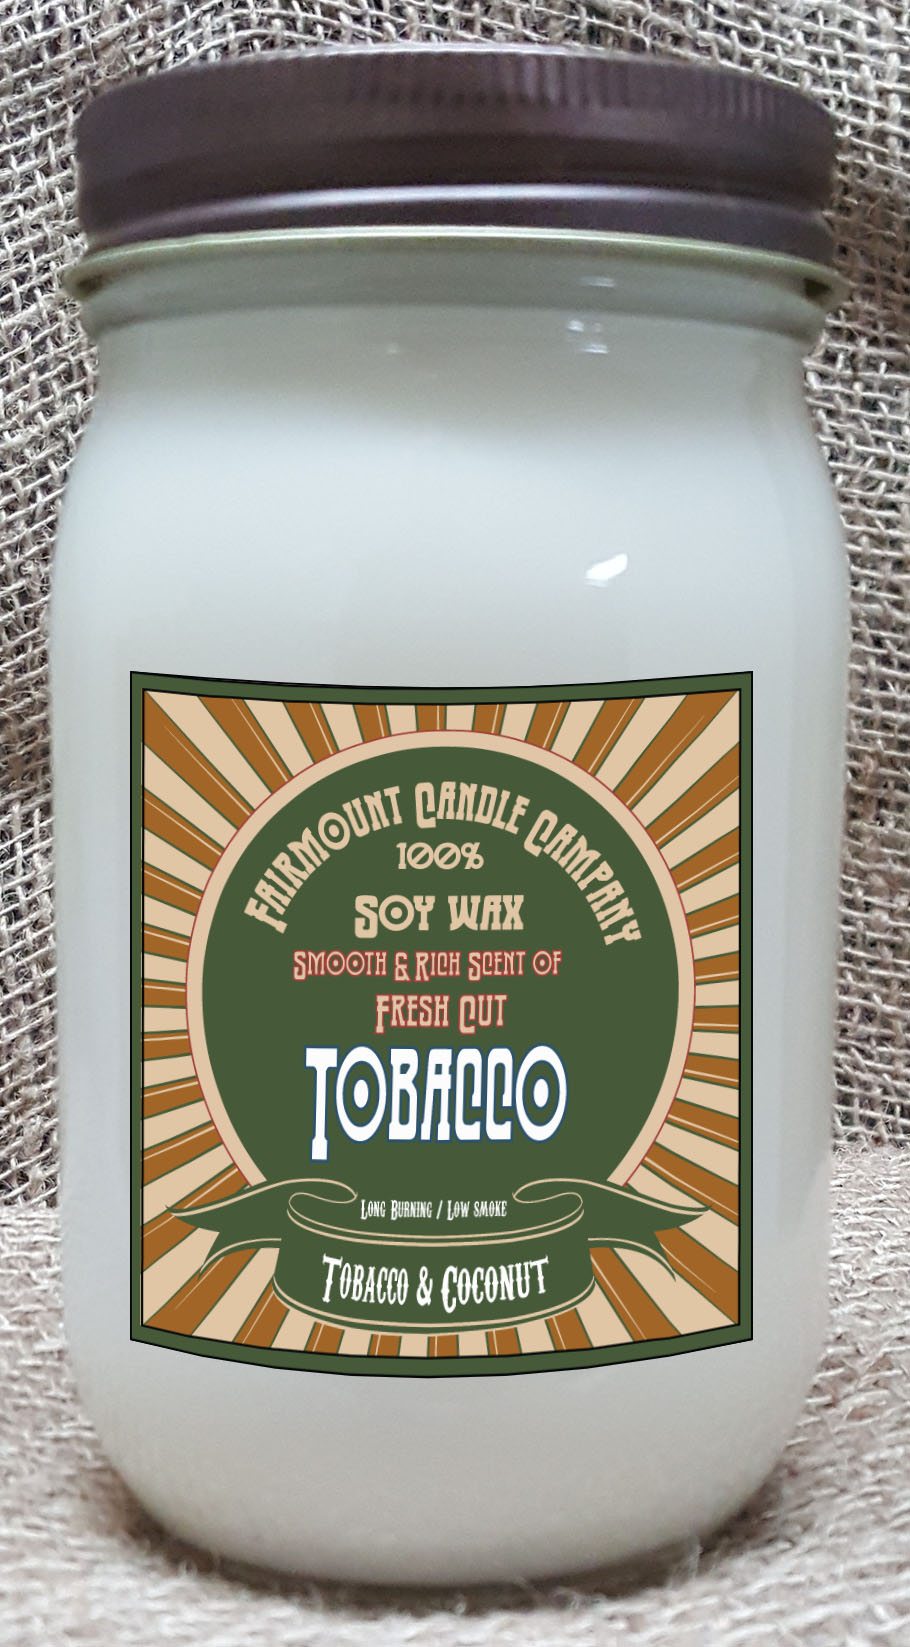 Fairmount Candle Company
100%
Soy wax
Smooth & Rich Scent of
Fresh Cut
Tobacco
Long Burning / Low smoke
Tobacco & Coconut